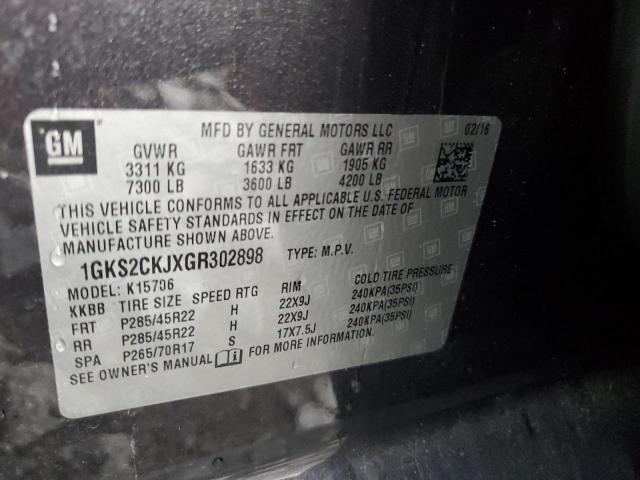 GM
MFD BY GENERAL MOTORS LLC 02/16
GVWR GAWR FRT GAWR RR
3311 KG 1633 KG 1905 KG
7300 LB 3600 LB 4200 LB
THIS VEHICLE CONFORMS TO ALL APPLICABLE U.S. FEDERAL MOTOR
VEHICLE SAFETY STANDARDS IN EFFECT ON THE DATE OF
MANUFACTURE SHOWN ABOVE.
1GKS2CKJXGR302898 TYPE: M.P.V.
MODEL: K15706
KKBB TIRE SIZE SPEED RTG RIM COLD TIRE PRESSURE
FRT P285/45R22 H 22X9J 240KPA(35PSI)
RR P285/45R22 H 22X9J 240KPA(35PSI)
SPA P265/70R17 S 17X7.5J 240KPA(35PSI)
SEE OWNER'S MANUAL FOR MORE INFORMATION.